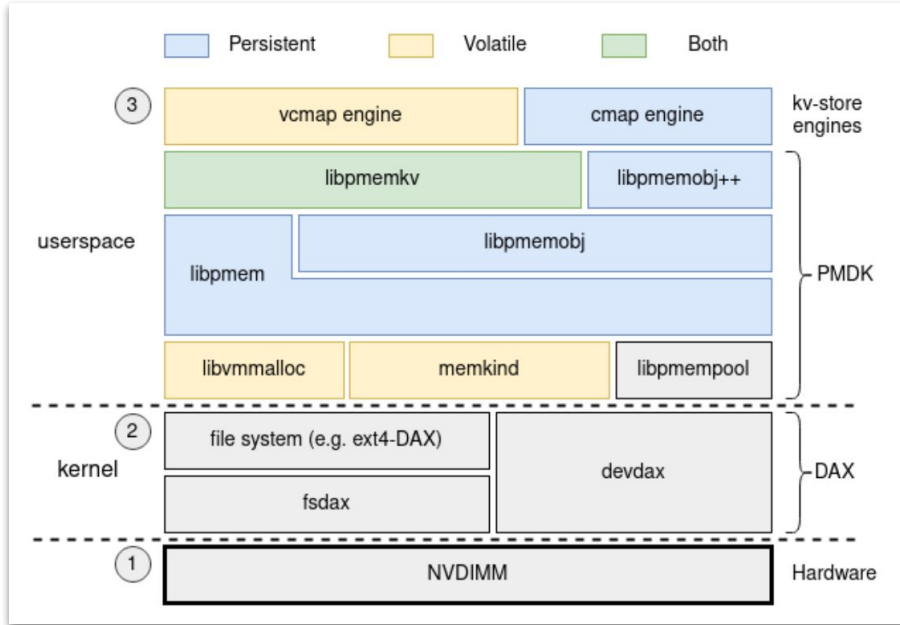 Persistent Volatile Both
3 vcmap engine cmap engine kv-store
engines
libpmemkv libpmemobj++
userspace libpmem libpmemobj PMDK
libvmmalloc memkind libpmempool
2 file system (e.g. ext4-DAX)
kernel fsdax devdax DAX
1 NVDIMM Hardware